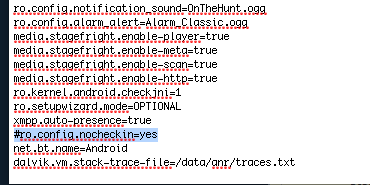 ro.config.notification_sound=OnTheHunt.ogg
ro.config.alarm_alert=Alarm_Classic.ogg
media.stagefright.enable-player=true
media.stagefright.enable-meta=true
media.stagefright.enable-scan=true
media.stagefright.enable-http=true
ro.kernel.android.checkjni=1
ro.setupwizard.mode=OPTIONAL
xmpp.auto-presence=true
#ro.config.nocheckin=yes
net.bt.name=Android
dalvik.vm.stack-trace-file=/data/anr/traces.txt